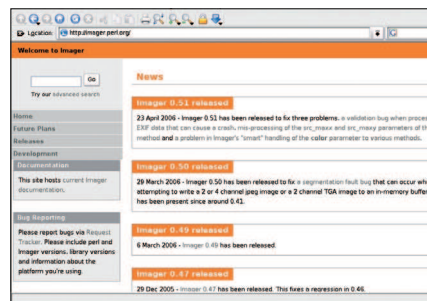 Location: http://imager.perl.org/
Welcome to Imager
Go
Try our advanced search
Home
Future Plans
Releases
Development
Documentation
This site hosts current Imager
documentation.
Bug Reporting
Please report bugs via Request
Tracker. Please include perl and
Imager versions, library versions
and information about the
platform you're using.
News
Imager 0.51 released
23 April 2006 - Imager 0.51 has been released to fix three problems. a validation bug when proces
EXIF data that can cause a crash, mis-processing of the src_maxx and src_maxy parameters of th
method and a problem in Imager's "smart" handling of the color parameter to various methods.
Imager 0.50 released
29 March 2006 - Imager 0.50 has been released to fix a segmentation fault bug that can occur whe
attempting to write a 2 or 4 channel jpeg image or a 2 channel TGA image to an in-memory buffer
has been present since around 0.41.
Imager 0.49 released
6 March 2006 - Imager 0.49 has been released.
Imager 0.47 released
29 Dec 2005 - Imager 0.47 has been released. This fixes a regression in 0.46.